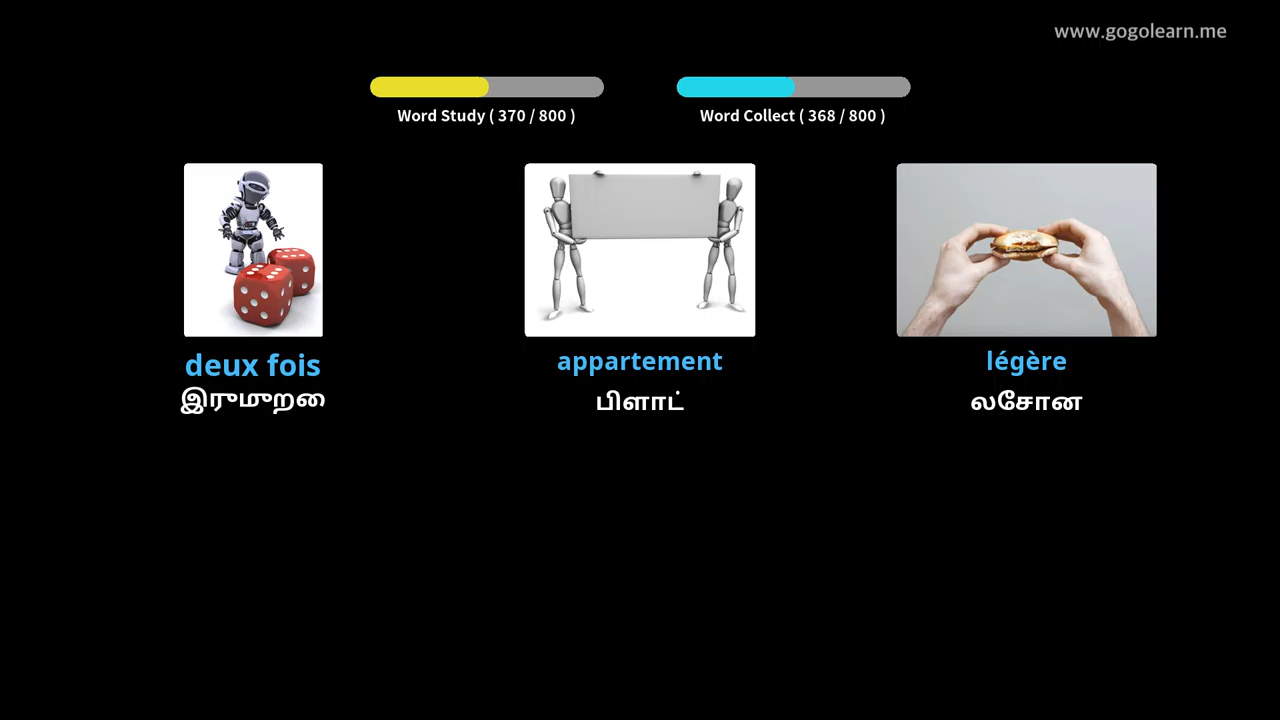 www.gogolearn.me
Word Study ( 370 / 800 )
Word Collect ( 368 / 800 )
deux fois
இருமுறை
appartement
பிளாட்
légère
லேசான